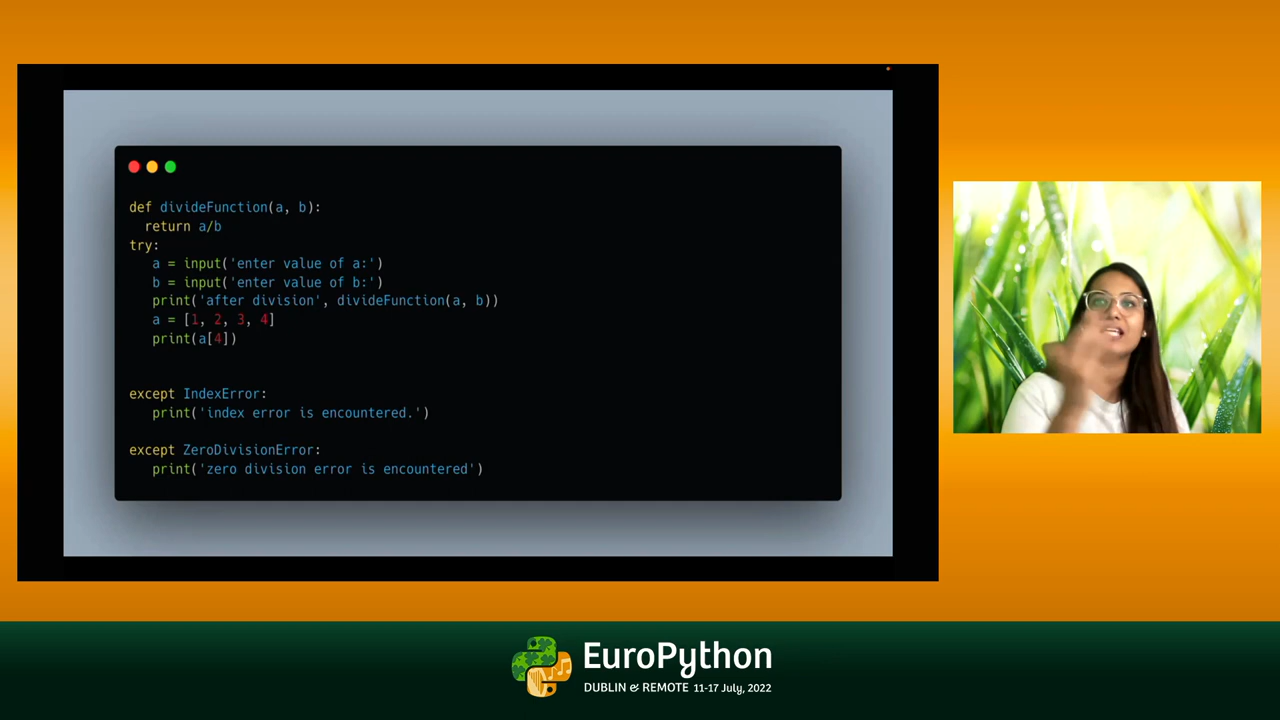 def divideFunction(a, b):
return a/b
try:
a = input('enter value of a:')
b = input('enter value of b:')
print('after division', divideFunction(a, b))
a = [1, 2, 3, 4]
print(a[4])
except IndexError:
print('index error is encountered.')
except ZeroDivisionError:
print('zero division error is encountered')
EuroPython
DUBLIN & REMOTE 11-17 July, 2022